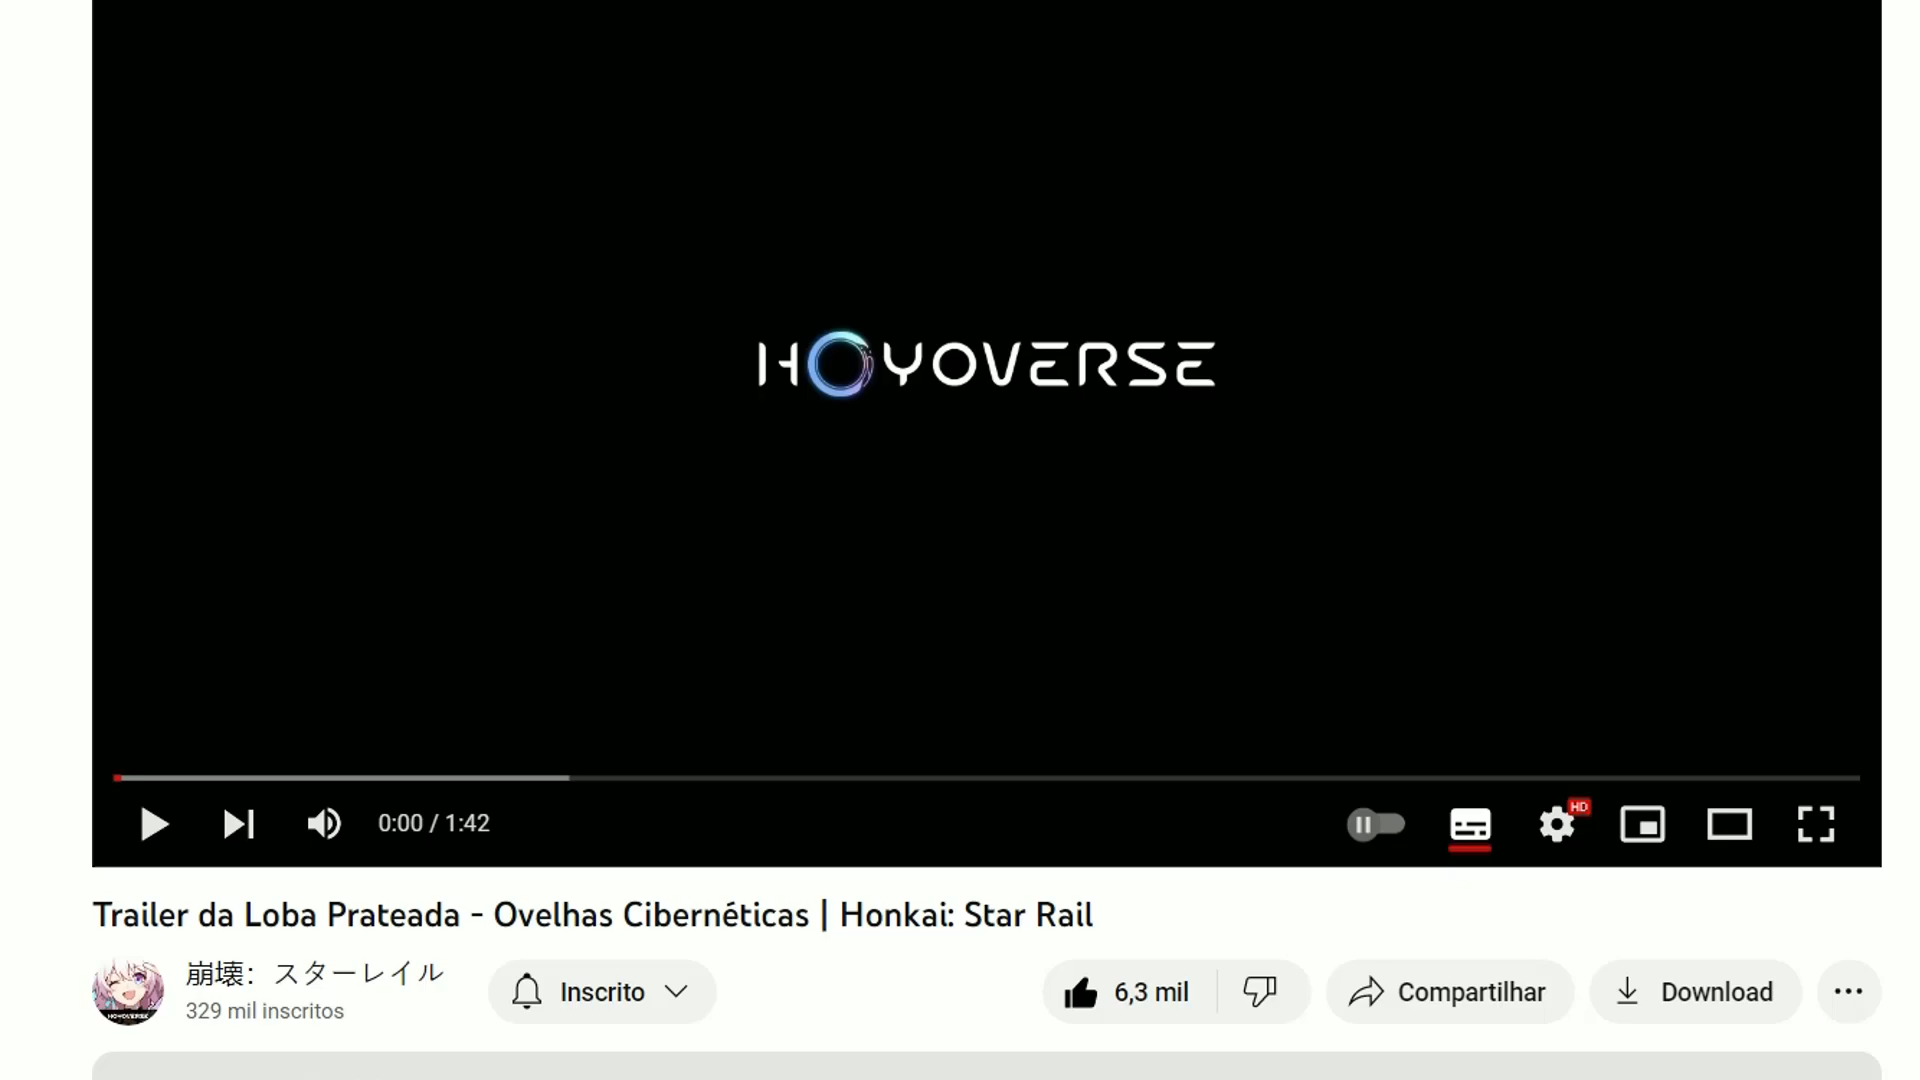 HOYOVERSE
0:00 / 1:42
HD
Trailer da Loba Prateada - Ovelhas Cibernéticas | Honkai: Star Rail
HOYOVERSE
崩壊：スターレイル
329 mil inscritos
Inscrito
6,3 mil
Compartilhar
Download